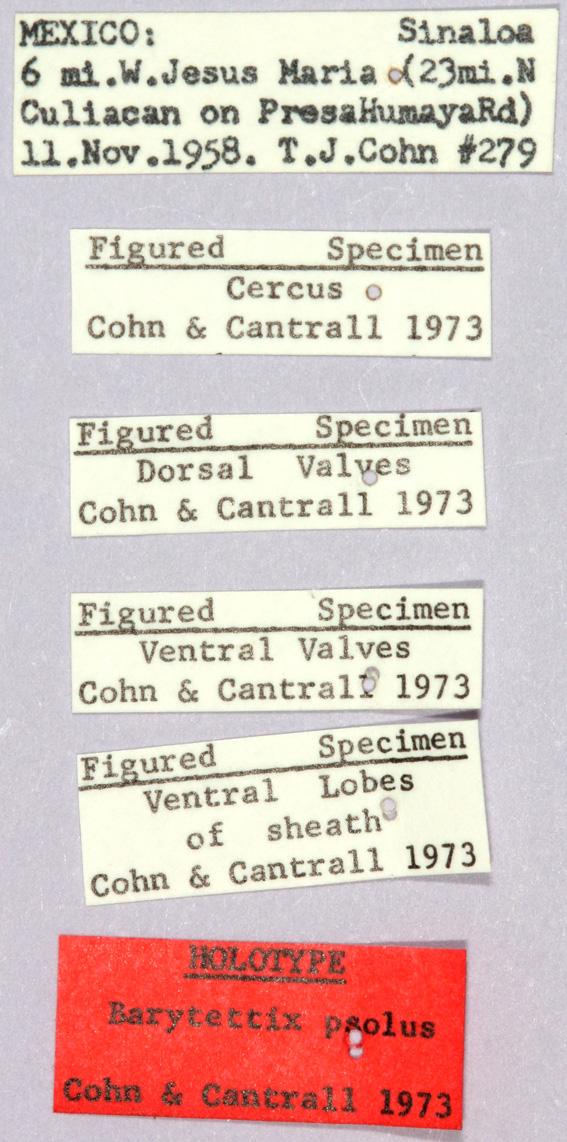 MEXICO: Sinaloa
6 mi.W.Jesus Maria (23mi.N
Culiacan on PresaHumayaRd)
11.Nov.1958. T.J.Cohn #279
Figured Specimen
Cercus
Cohn & Cantrall 1973
Figured Specimen
Dorsal Valves
Cohn & Cantrall 1973
Figured Specimen
Ventral Valves
Cohn & Cantrall 1973
Figured Specimen
Ventral Lobes
of sheath
Cohn & Cantrall 1973
HOLOTYPE
Barytettix psolus
Cohn & Cantrall 1973